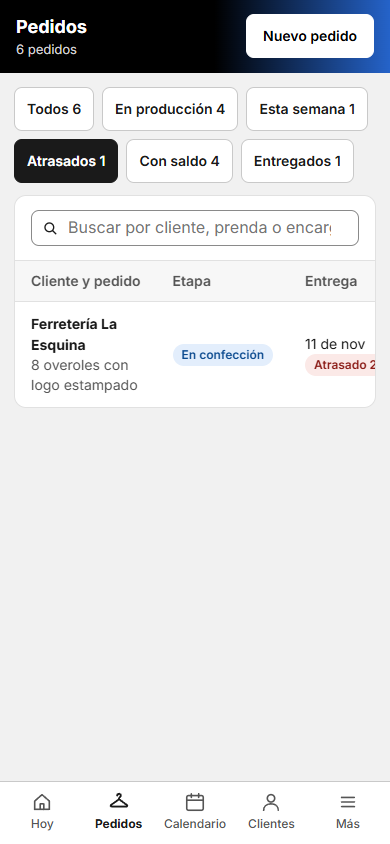 Pedidos
6 pedidos
Nuevo pedido
Todos 6
En producción 4
Esta semana 1
Atrasados 1
Con saldo 4
Entregados 1
Buscar por cliente, prenda o encar
Cliente y pedido
Etapa
Entrega
Ferretería La
Esquina
8 overoles con
logo estampado
En confección
11 de nov
Atrasado 2
Hoy
Pedidos
Calendario
Clientes
Más